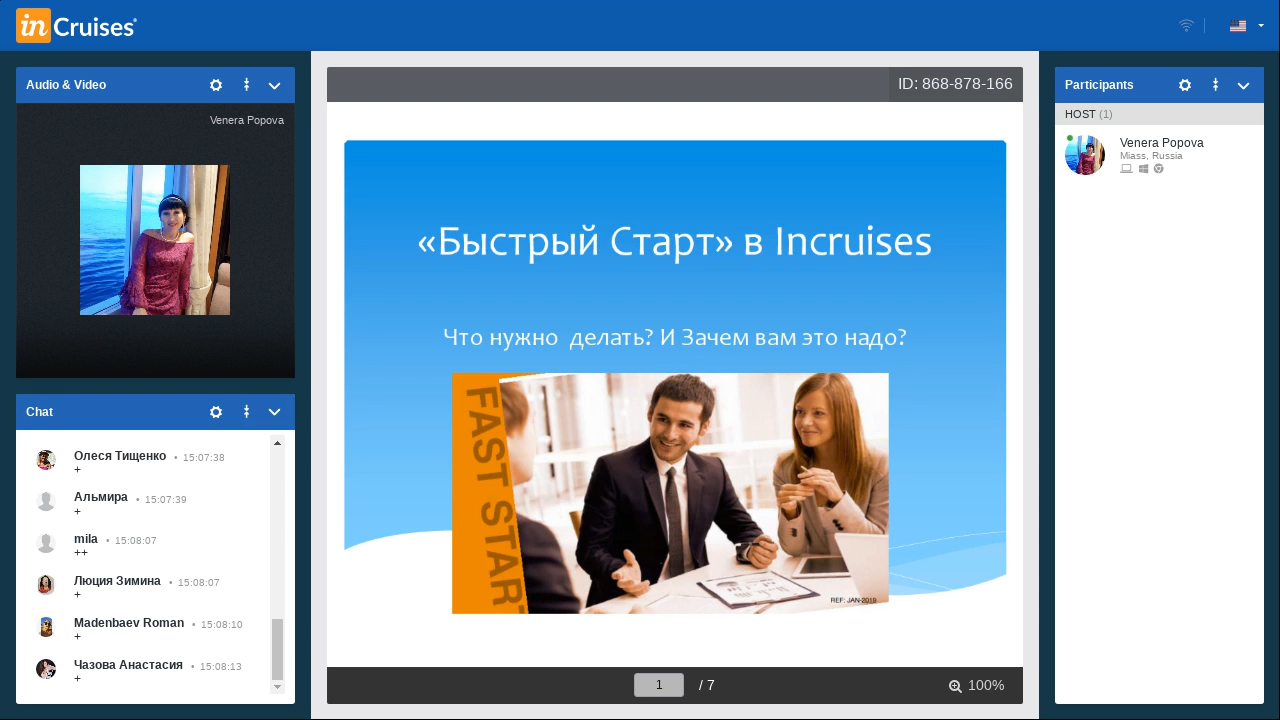 in Cruises
Audio & Video
Venera Popova
Chat
Олеся Тищенко • 15:07:38
+
Альмира • 15:07:39
+
mila • 15:08:07
++
Люция Зимина • 15:08:07
+
Madenbaev Roman • 15:08:10
+
Чазова Анастасия • 15:08:13
+
ID: 868-878-166
«Быстрый Старт» в Incruises
Что нужно делать? И Зачем вам это надо?
FAST START
REF: JAN-2019
1 / 7
100%
Participants
HOST (1)
Venera Popova
Miass, Russia